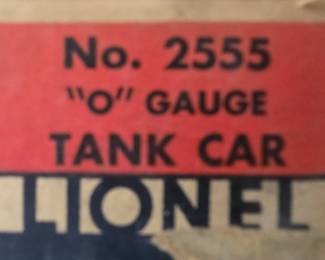 No. 2555
"O" GAUGE
TANK CAR
LIONEL